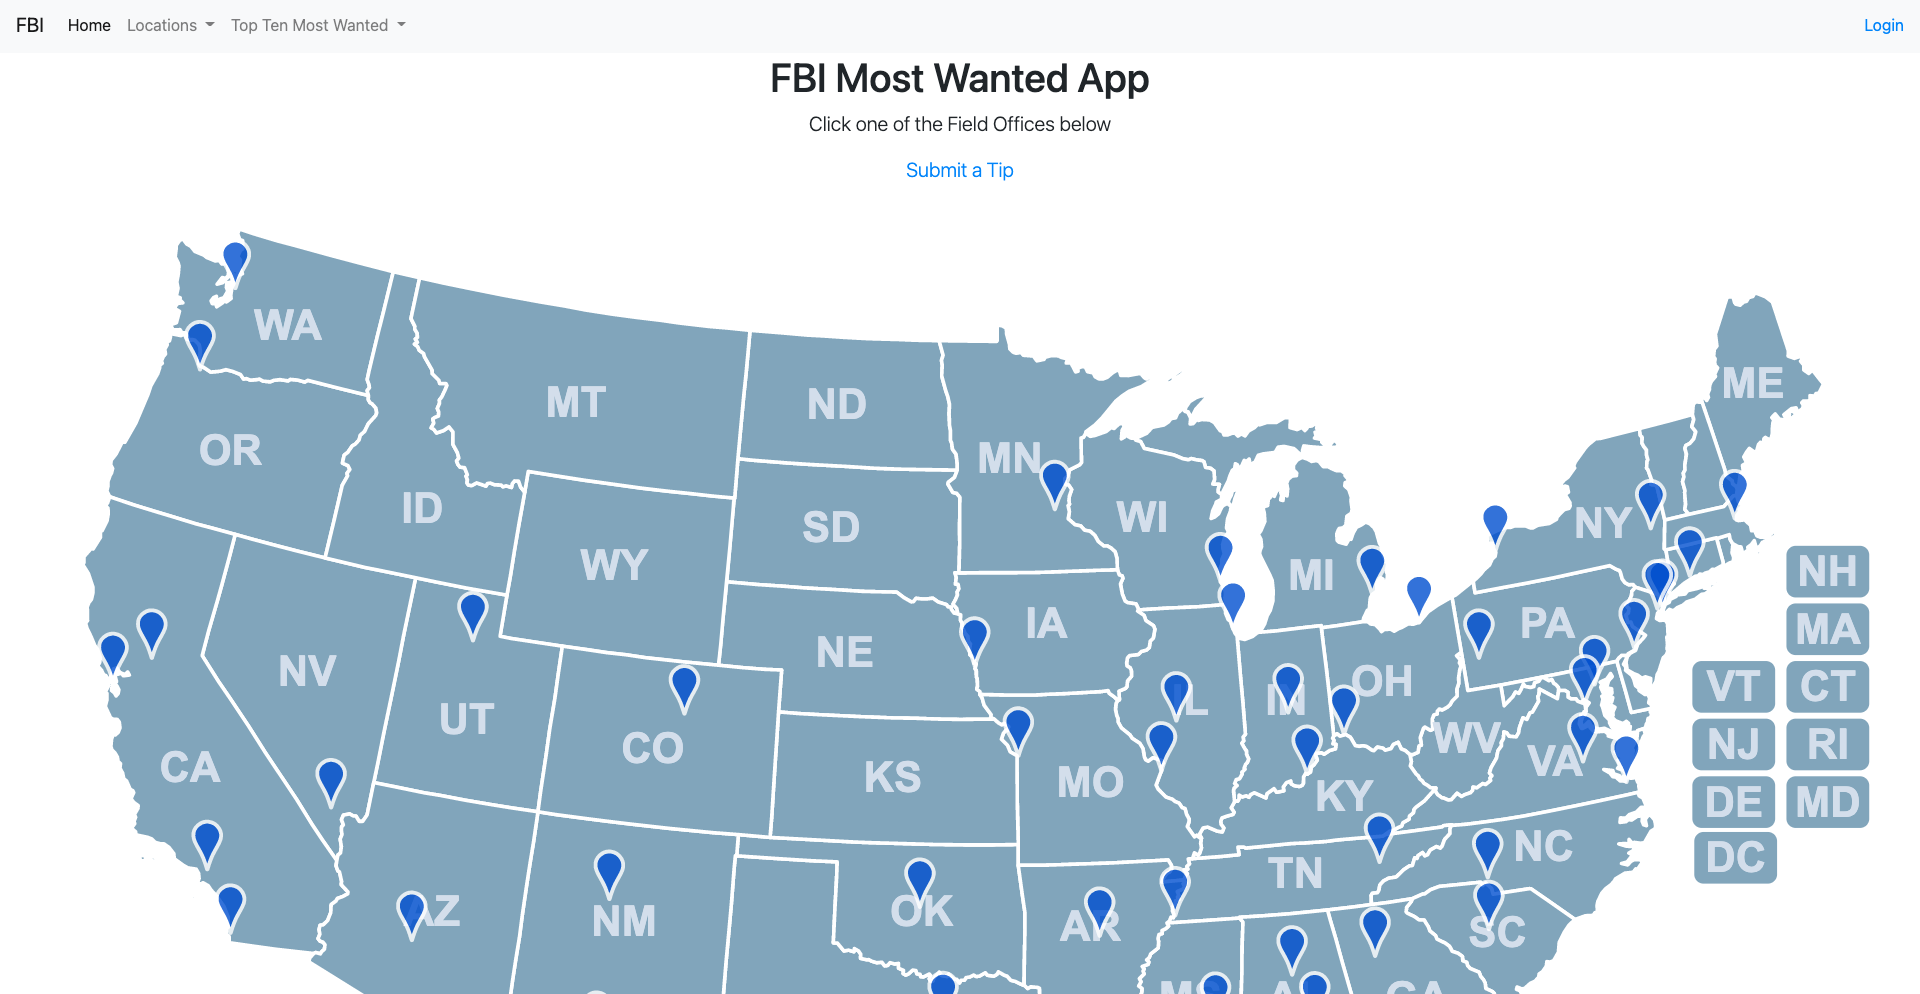 FBI Home Locations Top Ten Most Wanted Login
FBI Most Wanted App
Click one of the Field Offices below
Submit a Tip
WA
MT
ND
ME
OR
MN
ID
SD
WI
NY
WY
MI
NH
IA
PA
MA
NE
NV
OH
VT
CT
UT
IL
IN
CO
WV
NJ
RI
CA
KS
MO
VA
KY
DE
MD
TN
NC
DC
AZ
NM
OK
AR
SC
MS
AL
GA